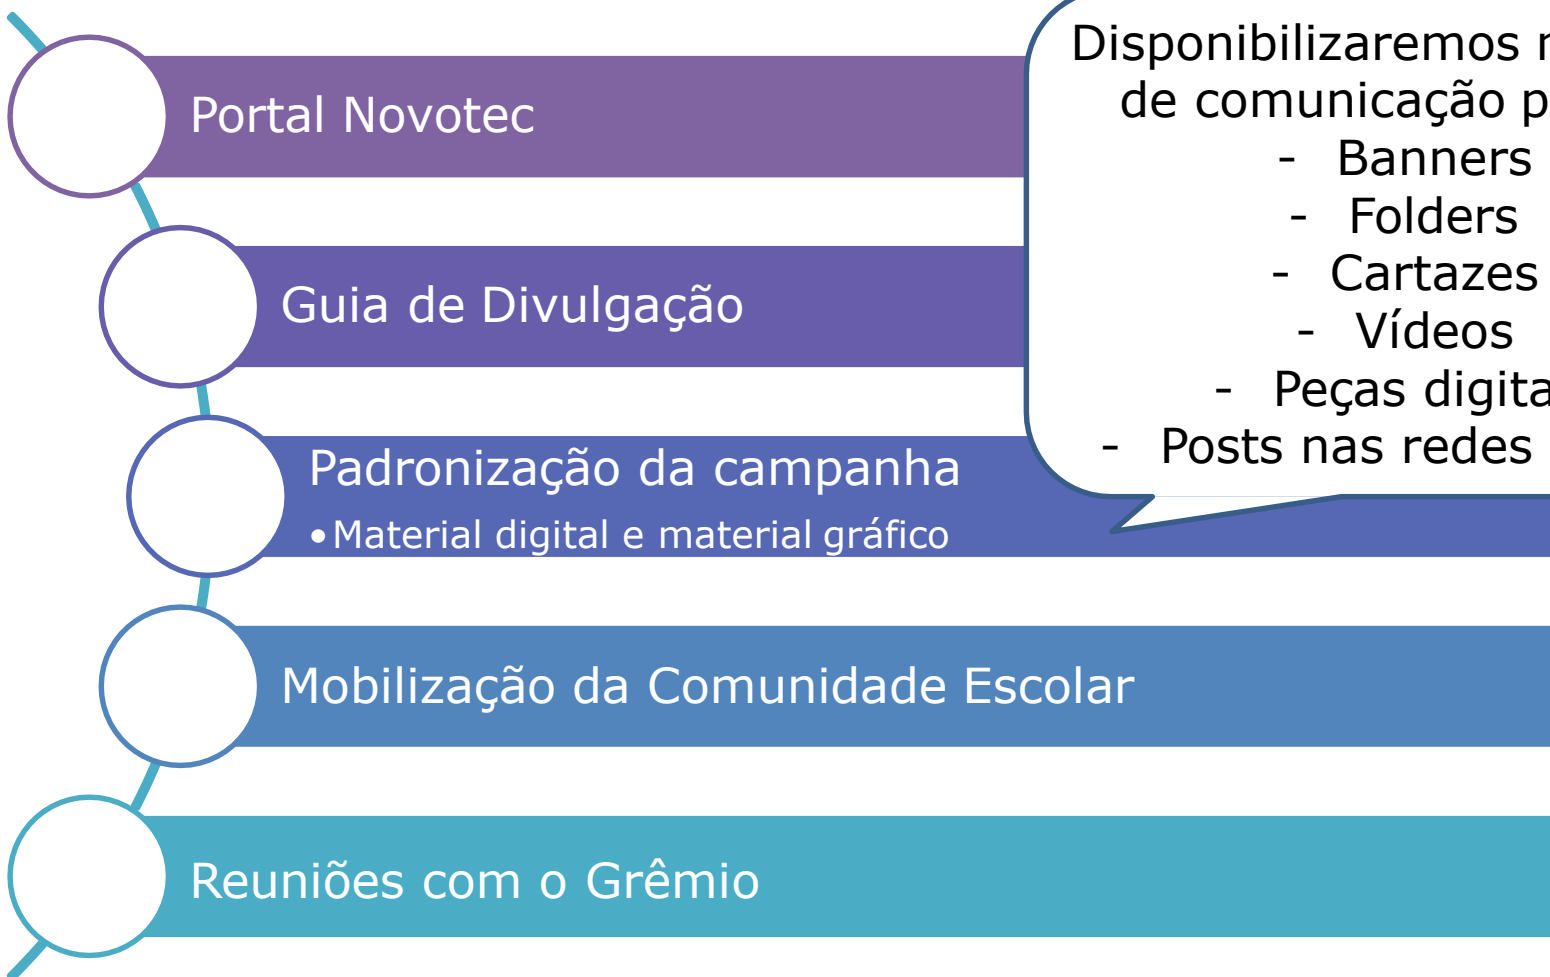 Portal Novotec
Guia de Divulgação
Padronização da campanha
•Material digital e material gráfico
Mobilização da Comunidade Escolar
Reuniões com o Grêmio
Disponibilizaremos
de comunicação
- Banners
- Folders
- Cartazes
- Vídeos
- Peças
- Posts nas redes